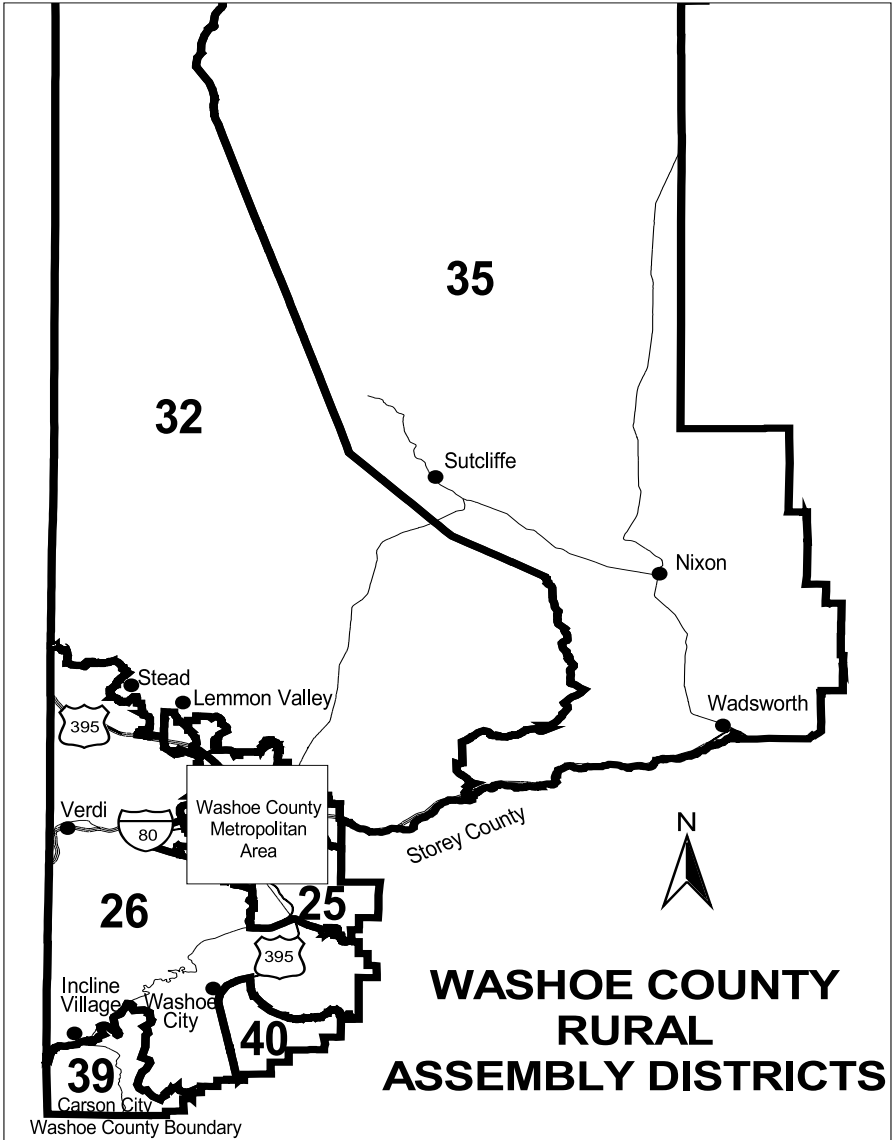 35
32
Sutcliffe
Nixon
Stead
Lemmon Valley
395
Wadsworth
Verdi
80
Washoe County
Metropolitan
Area
Storey County
N
26
25
395
Incline
Village
Washoe
City
WASHOE COUNTY
RURAL
ASSEMBLY DISTRICTS
40
39
Carson City
Washoe County Boundary